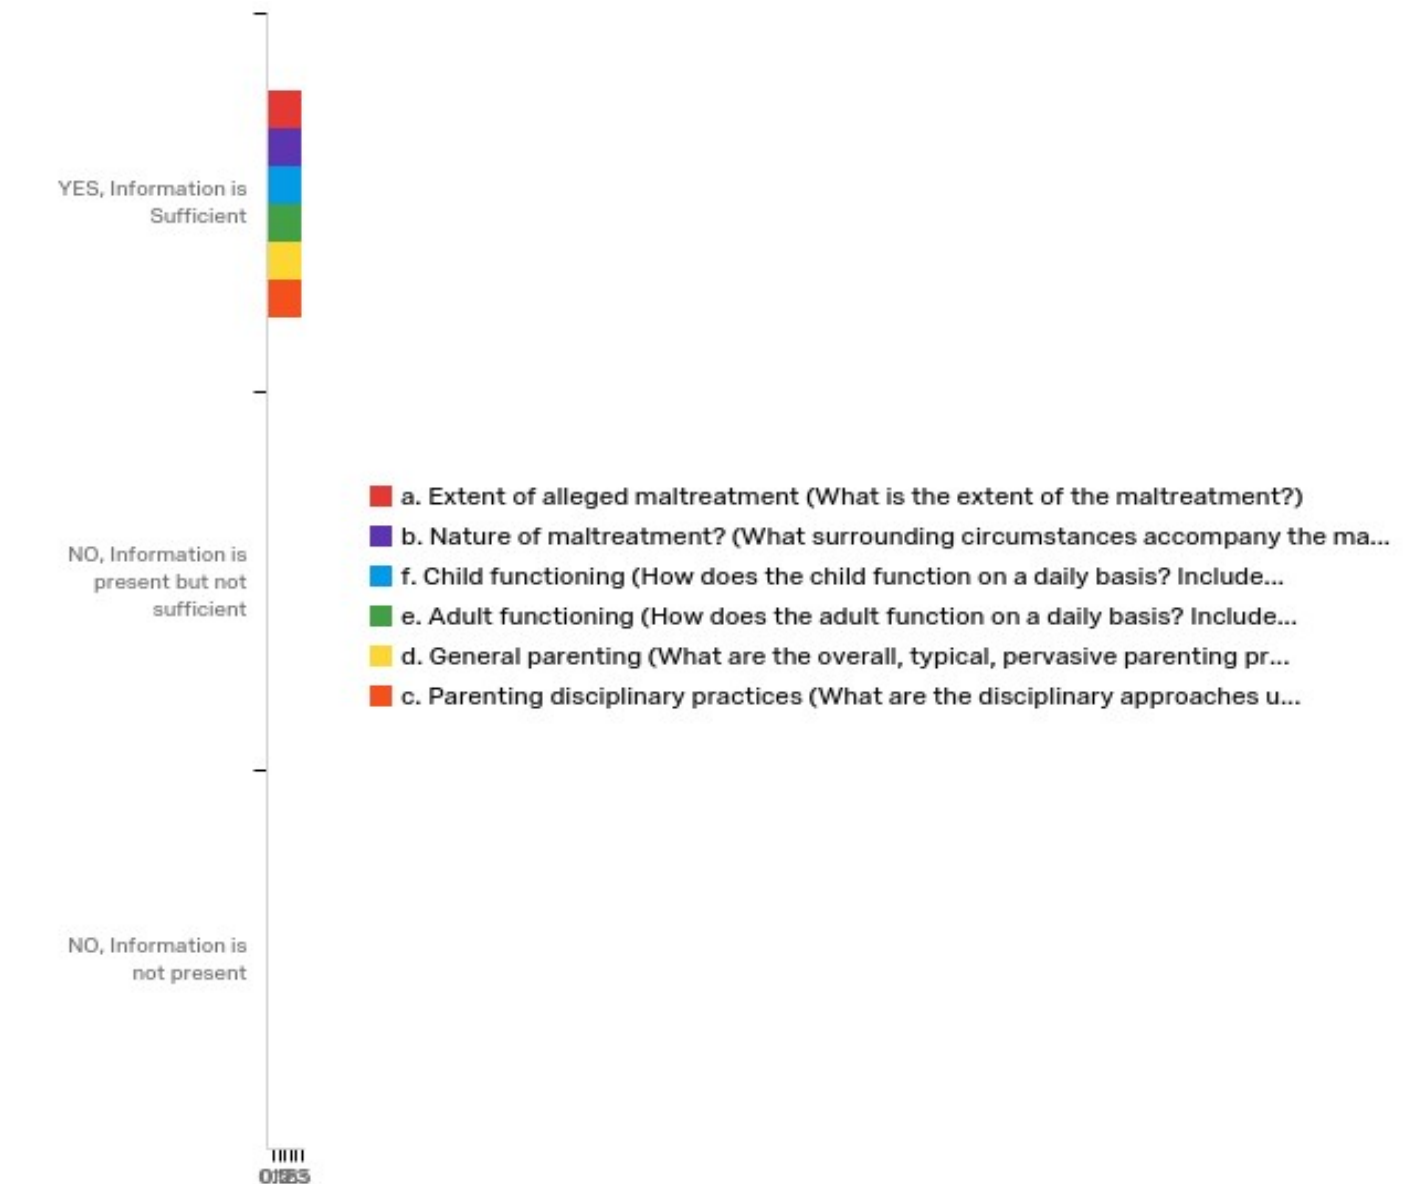 YES, Information is
Sufficient
NO, Information is
present but not
sufficient
a. Extent of alleged maltreatment (What is the extent of the maltreatment?)
b. Nature of maltreatment? (What surrounding circumstances accompany the ma...
f. Child functioning (How does the child function on a daily basis? Include...
e. Adult functioning (How does the adult function on a daily basis? Include...
d. General parenting (What are the overall, typical, pervasive parenting pr...
c. Parenting disciplinary practices (What are the disciplinary approaches u...
NO, Information is
not present